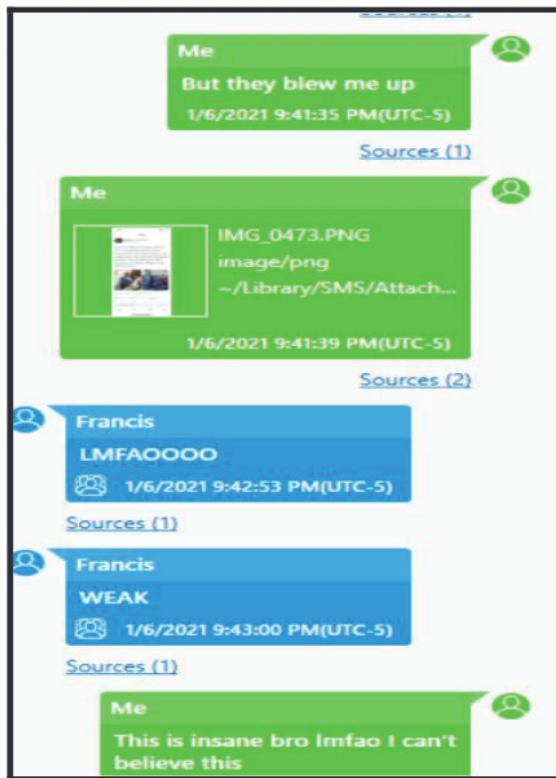 Me
But they blew me up
1/6/2021 9:41:35 PM(UTC-5)
Sources (1)
Me
IMG_0473.PNG
image/png
~/Library/SMS/Attach...
1/6/2021 9:41:39 PM(UTC-5)
Sources (2)
Francis
LMFAOOOO
1/6/2021 9:42:53 PM(UTC-5)
Sources (1)
Francis
WEAK
1/6/2021 9:43:00 PM(UTC-5)
Sources (1)
Me
This is insane bro lmfao I can't
believe this